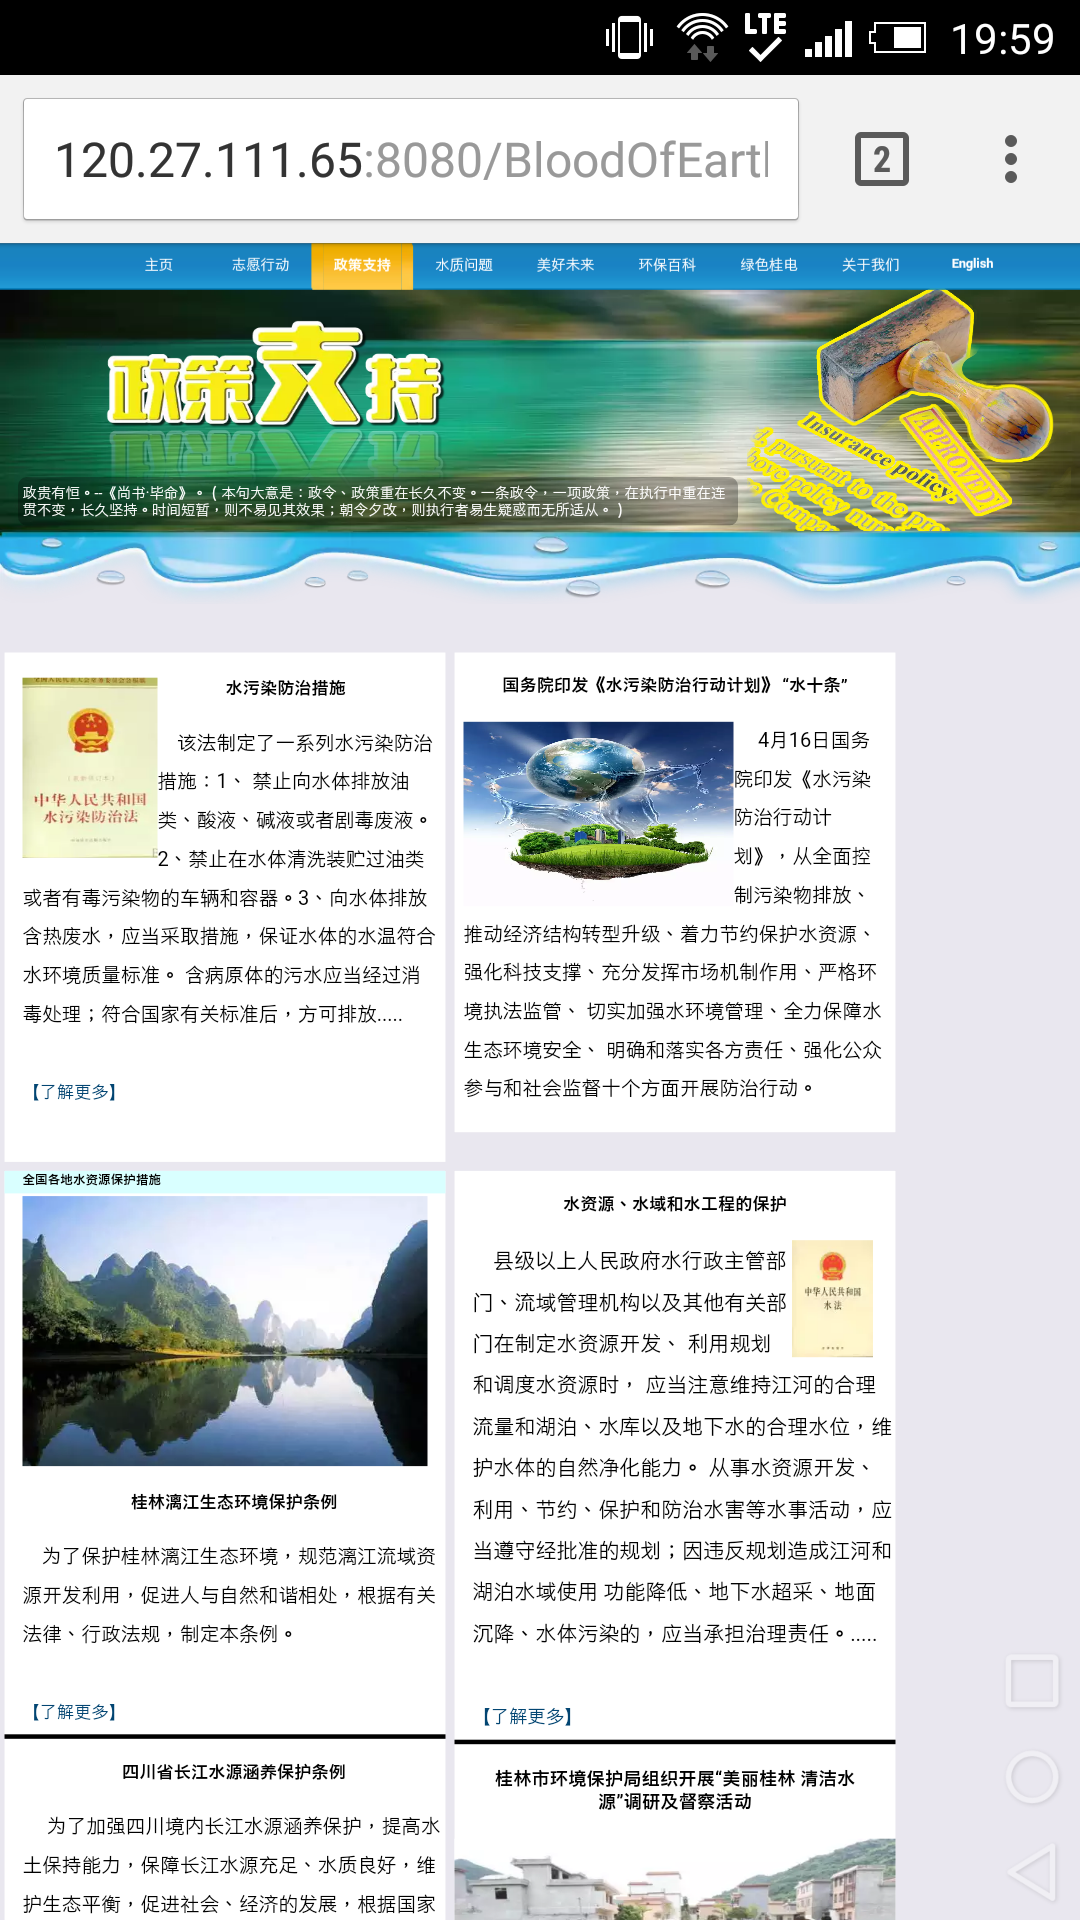 LTE
19:59
120.27.111.65:8080/BloodOfEart
2
主页 志愿行动 政策支持 水质问题 美好未来 环保百科 绿色桂电 关于我们 English
政策支持
Insurance policy.
APPROVED!
1. pursuant to the
政贵有恒。--《尚书·毕命》。（本句大意是：政令、政策重在长久不变。一条政令，一项政策，在执行中重在连
贯不变，长久坚持。时间短暂，则不易见其效果；朝令夕改，则执行者易生疑惑而无所适从。）
水污染防治措施
中华人民共和国
水污染防治法
该法制定了一系列水污染防治
措施：1、 禁止向水体排放油
类、酸液、碱液或者剧毒废液。
2、禁止在水体清洗装贮过油类
或者有毒污染物的车辆和容器。3、向水体排放
含热废水，应当采取措施，保证水体的水温符合
水环境质量标准。 含病原体的污水应当经过消
毒处理；符合国家有关标准后，方可排放.....
【了解更多】
国务院印发《水污染防治行动计划》 “水十条”
4月16日国务
院印发《水污染
防治行动计
划》，从全面控
制污染物排放、
推动经济结构转型升级、着力节约保护水资源、
强化科技支撑、充分发挥市场机制作用、严格环
境执法监管、 切实加强水环境管理、全力保障水
生态环境安全、 明确和落实各方责任、强化公众
参与和社会监督十个方面开展防治行动。
全国各地水资源保护措施
桂林漓江生态环境保护条例
为了保护桂林漓江生态环境，规范漓江流域资
源开发利用，促进人与自然和谐相处，根据有关
法律、行政法规，制定本条例。
【了解更多】
四川省长江水源涵养保护条例
为了加强四川境内长江水源涵养保护，提高水
土保持能力，保障长江水源充足、水质良好，维
护生态平衡，促进社会、经济的发展，根据国家
水资源、水域和水工程的保护
中华人民共和国
水法
县级以上人民政府水行政主管部
门、流域管理机构以及其他有关部
门在制定水资源开发、 利用规划
和调度水资源时， 应当注意维持江河的合理
流量和湖泊、水库以及地下水的合理水位，维
护水体的自然净化能力。 从事水资源开发、
利用、节约、保护和防治水害等水事活动，应
当遵守经批准的规划；因违反规划造成江河和
湖泊水域使用 功能降低、地下水超采、地面
沉降、水体污染的，应当承担治理责任。.....
【了解更多】
桂林市环境保护局组织开展“美丽桂林 清洁水
源”调研及督察活动